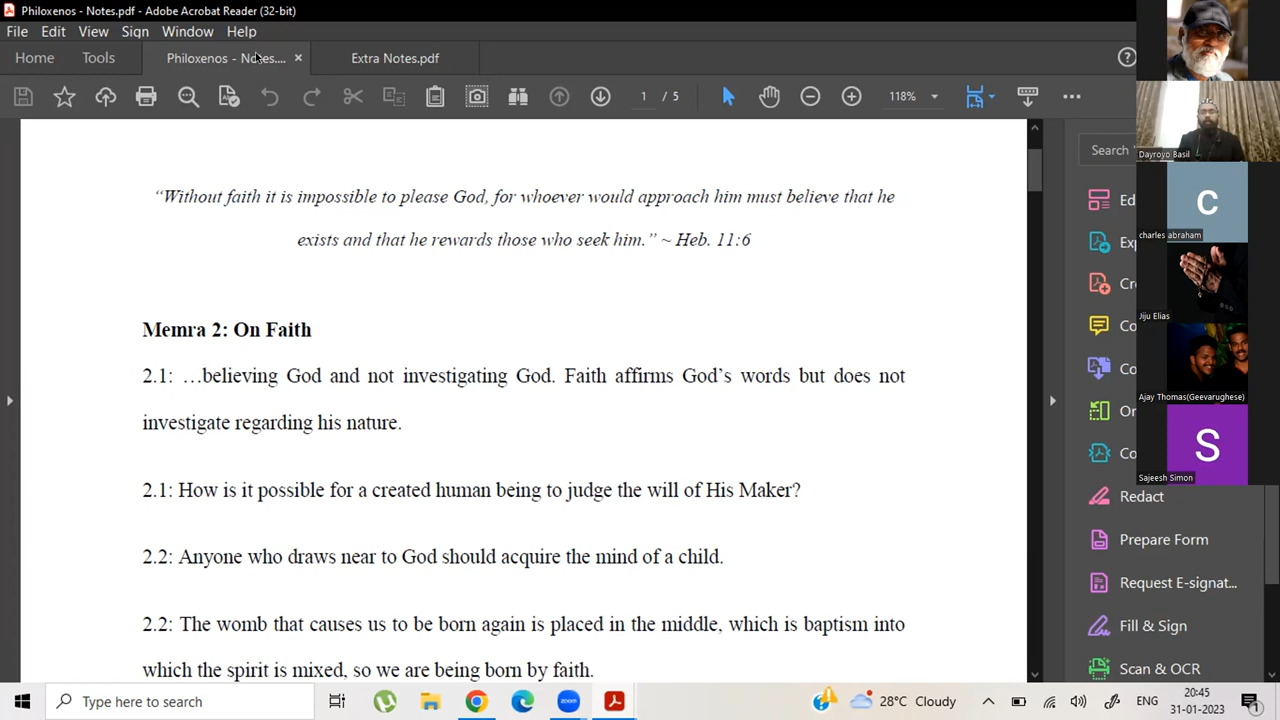 Philoxenos - Notes.pdf - Adobe Acrobat Reader (32-bit)
File Edit View Sign Window Help
Home Tools Philoxenos - Notes.... × Extra Notes.pdf
1 / 5 118%
“Without faith it is impossible to please God, for whoever would approach him must believe that he
exists and that he rewards those who seek him.” ~ Heb. 11:6
Memra 2: On Faith
2.1: …believing God and not investigating God. Faith affirms God’s words but does not
investigate regarding his nature.
2.1: How is it possible for a created human being to judge the will of His Maker?
2.2: Anyone who draws near to God should acquire the mind of a child.
2.2: The womb that causes us to be born again is placed in the middle, which is baptism into
which the spirit is mixed, so we are being born by faith.
Search
Ed
Exp
Cre
Co
Co
Or
Co
Redact
Prepare Form
Request E-signat...
Fill & Sign
Scan & OCR
Dayroyo Basil
C
charles abraham
Jiju Elias
Ajay Thomas(Geevarughese)
S
Sajeesh Simon
Type here to search
28°C Cloudy
ENG
20:45
31-01-2023
1